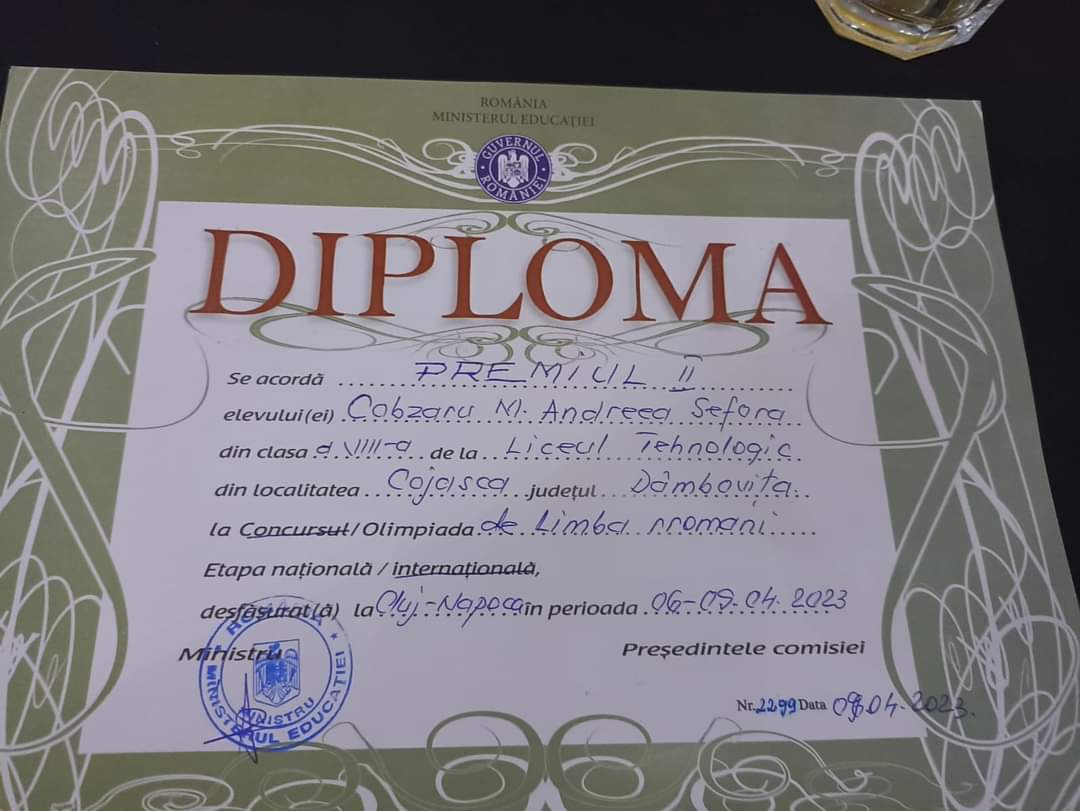 ROMÂNIA
MINISTERUL EDUCAȚIEI
GUVERNUL ROMÂNIEI
DIPLOMA
Se acordă PREMIUL II
elevului(ei) Cobzaru M. Andreea Sefora
din clasa a VIII-a de la Liceul Tehnologic
din localitatea Cojasca județul Dâmbovița
la Concursul/Olimpiada de Limba rromani
Etapa națională / internațională,
desfășurat(ă) la Cluj-Napoca în perioada 06-09.04.2023
Ministru Președintele comisiei
ROMÂNIA
MINISTERUL EDUCAȚIEI
MINISTRU
Nr. 2299 Data 09.04.2023.